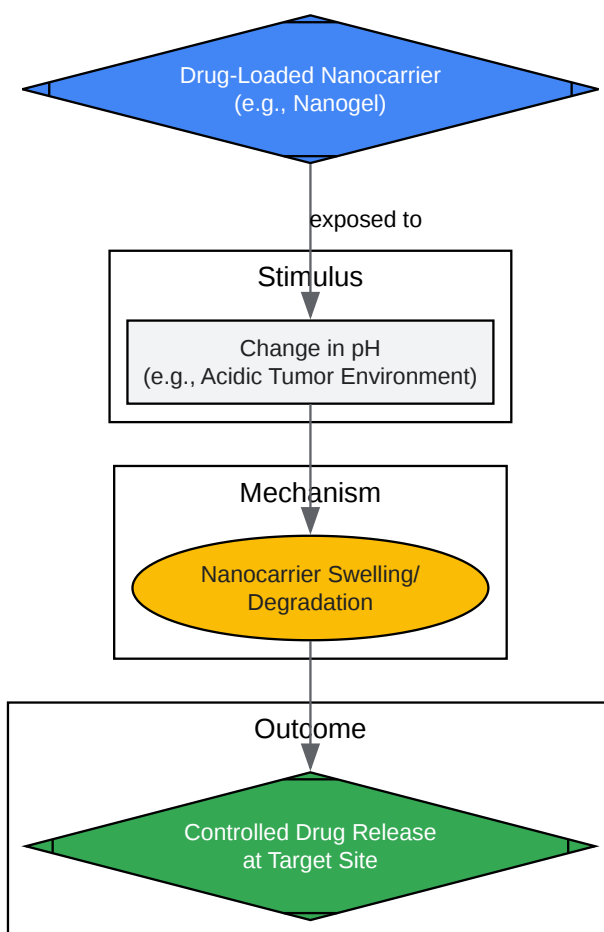 Drug-Loaded Nanocarrier
(e.g., Nanogel)
exposed to
Stimulus
Change in pH
(e.g., Acidic Tumor Environment)
Mechanism
Nanocarrier Swelling/
Degradation
Outcome
Controlled Drug Release
at Target Site